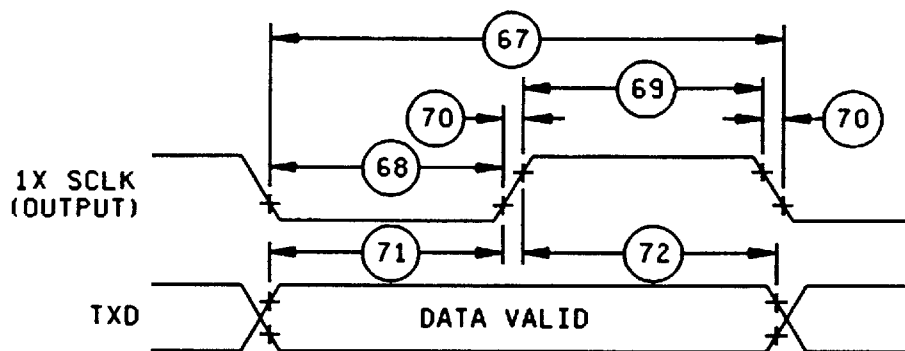 67
69
70
70
68
1X SCLK
(OUTPUT)
71
72
TXD
DATA VALID